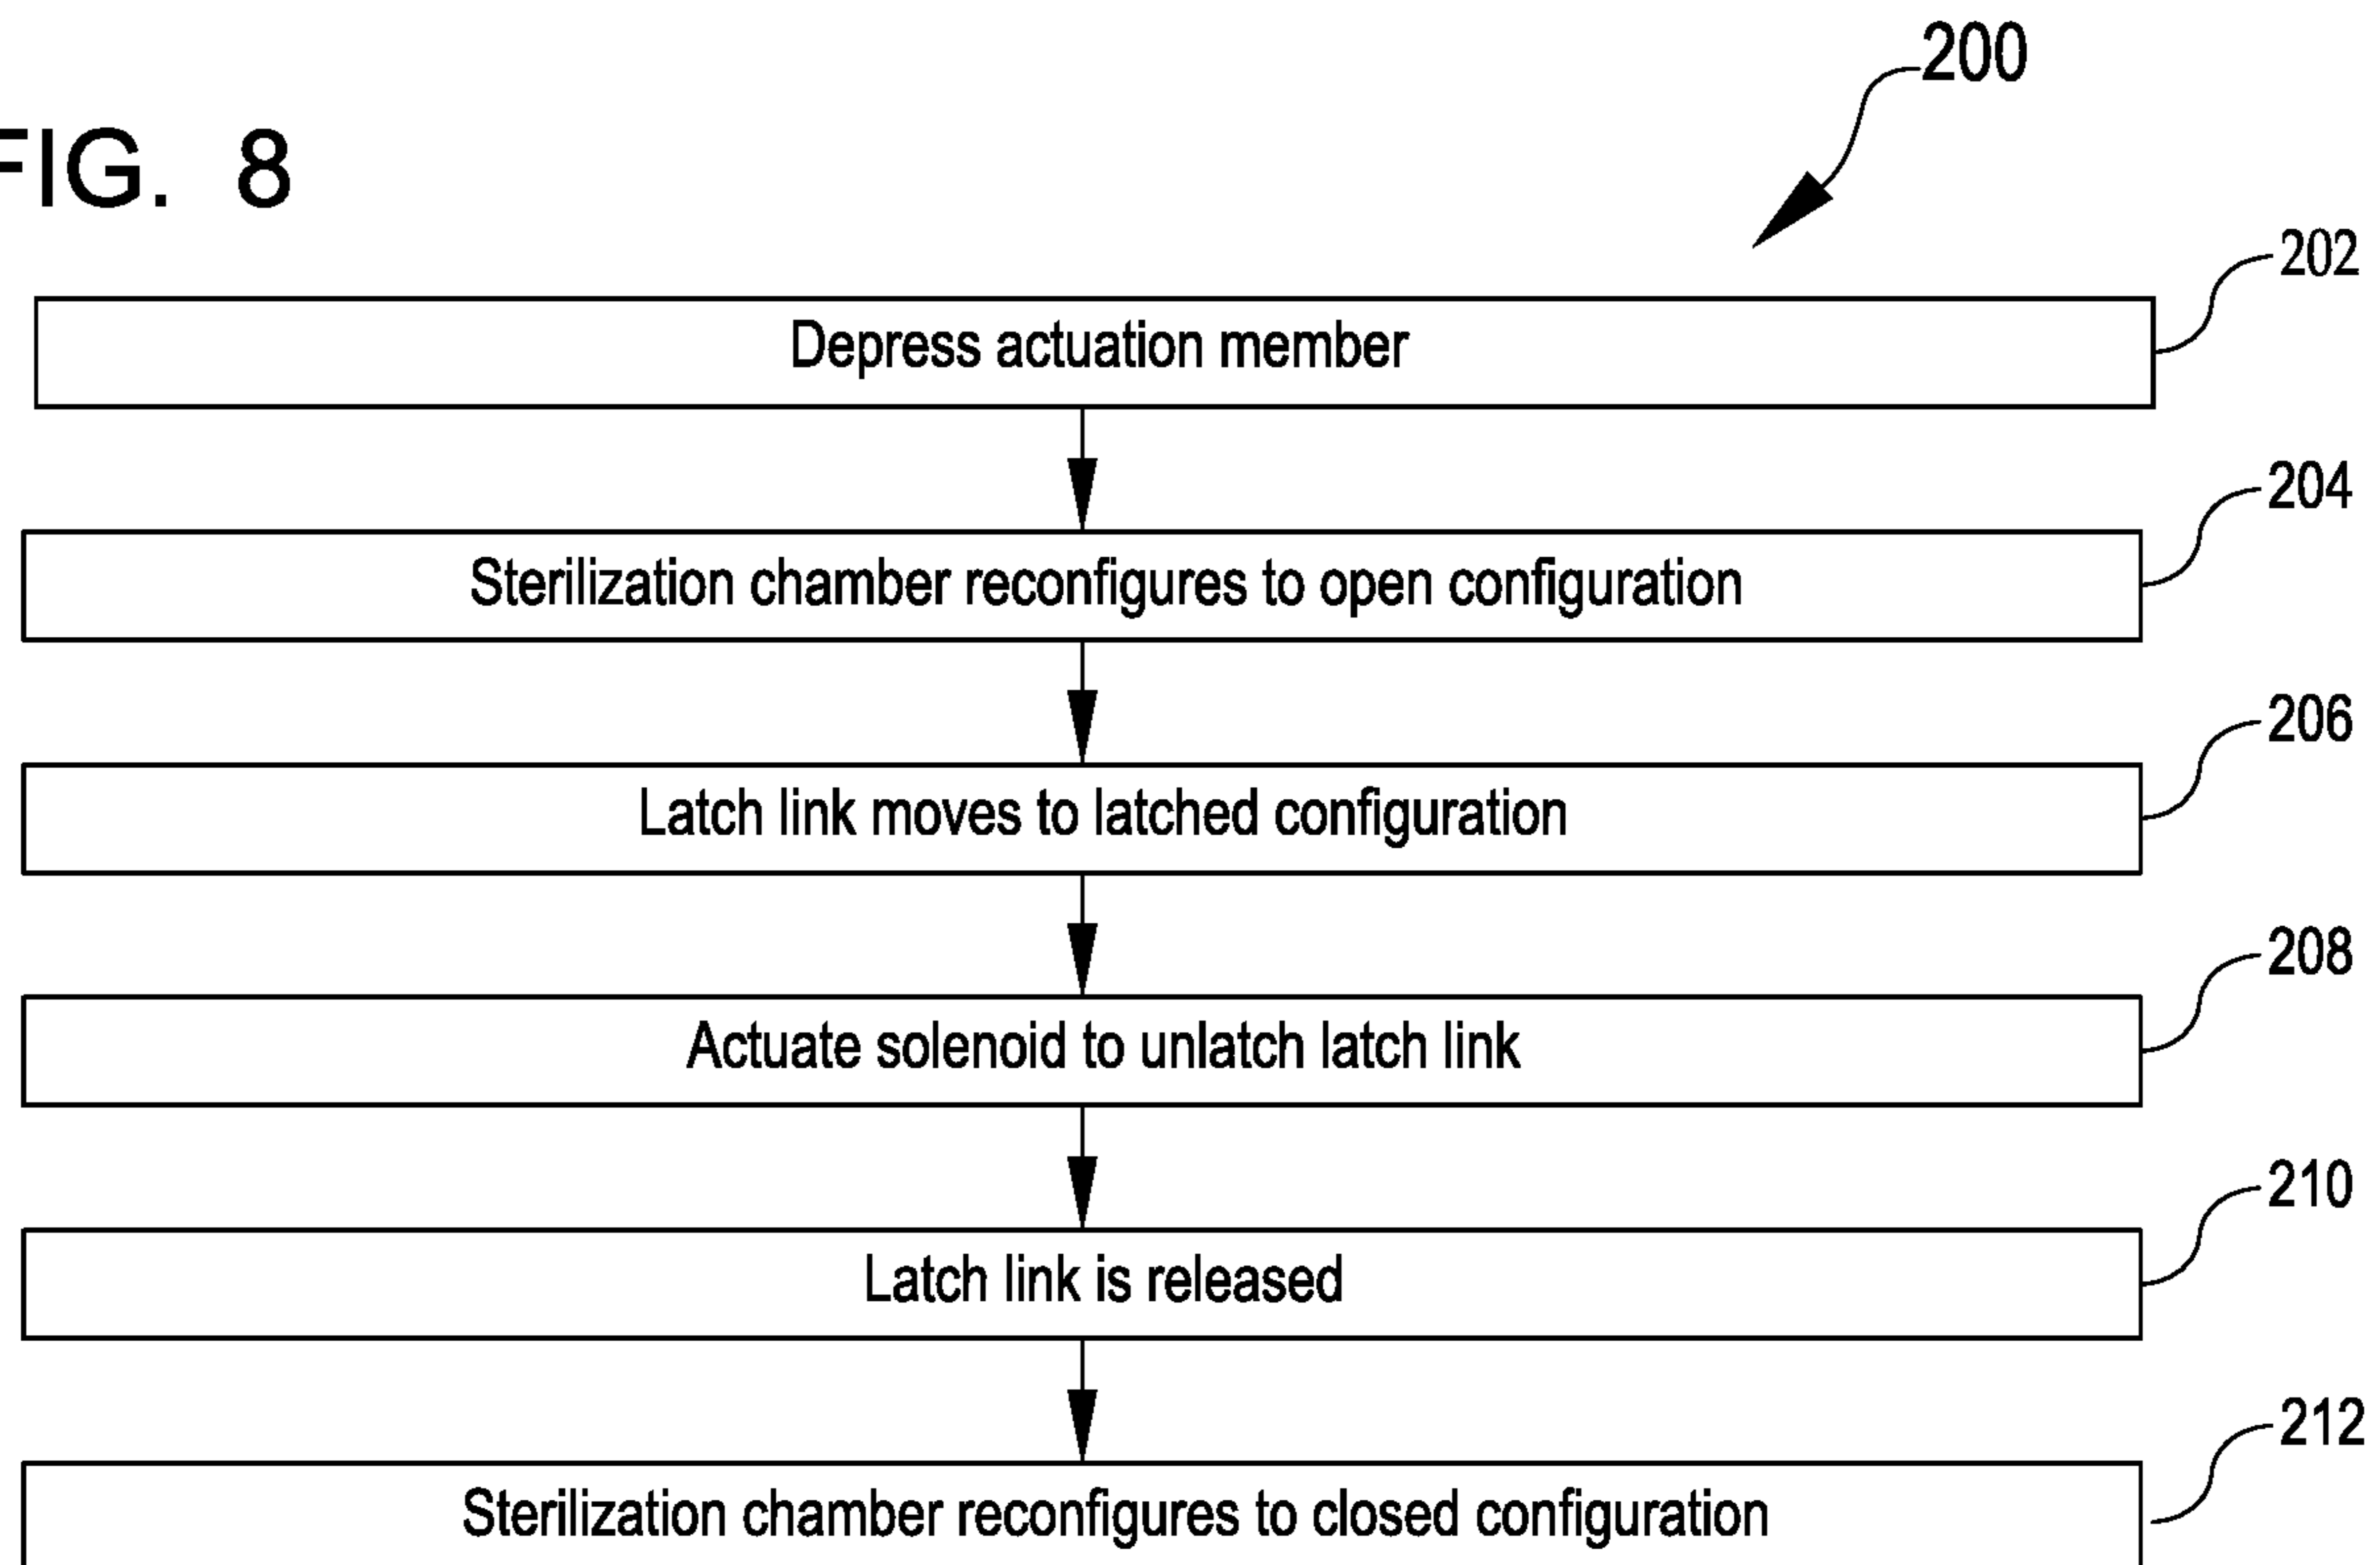 200
FIG. 8
202
Depress actuation member
204
Sterilization chamber reconfigures to open configuration
206
Latch link moves to latched configuration
208
Actuate solenoid to unlatch latch link
210
Latch link is released
212
Sterilization chamber reconfigures to closed configuration